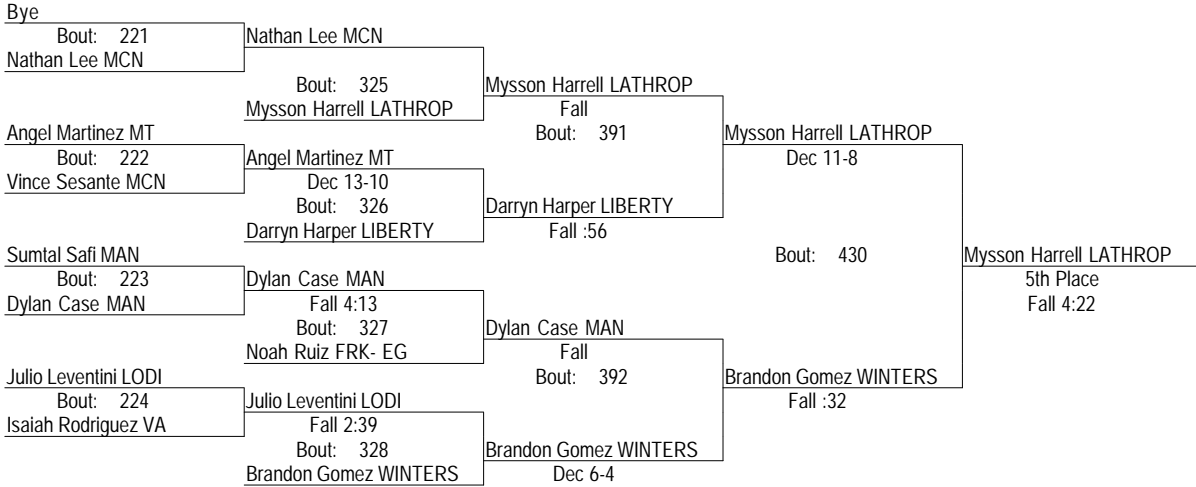 Bye
Bout: 221
Nathan Lee MCN
Nathan Lee MCN
Bout: 325
Mysson Harrell LATHROP
Mysson Harrell LATHROP
Fall
Bout: 391
Angel Martinez MT
Bout: 222
Vince Sesante MCN
Angel Martinez MT
Dec 13-10
Bout: 326
Darryn Harper LIBERTY
Darryn Harper LIBERTY
Fall :56
Mysson Harrell LATHROP
Dec 11-8
Bout: 430
Sumtal Safi MAN
Bout: 223
Dylan Case MAN
Dylan Case MAN
Fall 4:13
Bout: 327
Noah Ruiz FRK- EG
Dylan Case MAN
Fall
Bout: 392
Julio Leventini LODI
Bout: 224
Isaiah Rodriguez VA
Julio Leventini LODI
Fall 2:39
Bout: 328
Brandon Gomez WINTERS
Brandon Gomez WINTERS
Dec 6-4
Brandon Gomez WINTERS
Fall :32
Mysson Harrell LATHROP
5th Place
Fall 4:22